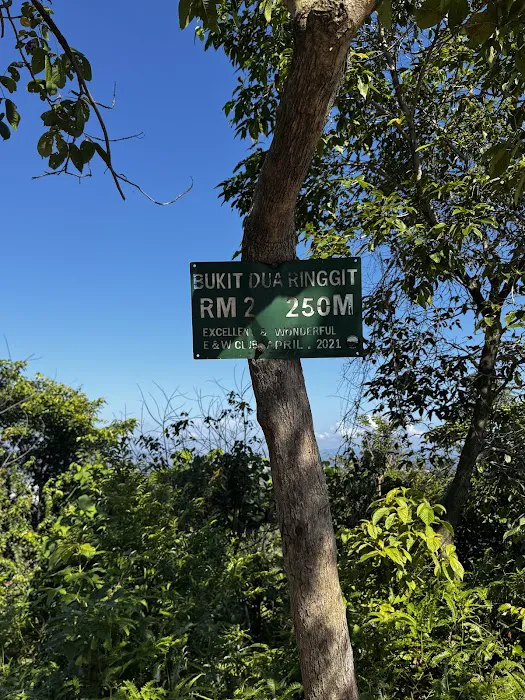 BUKIT DUA RINGGIT
RM 2 250M
EXCELLENT & WONDERFUL
E & W CLUB APRIL . 2021